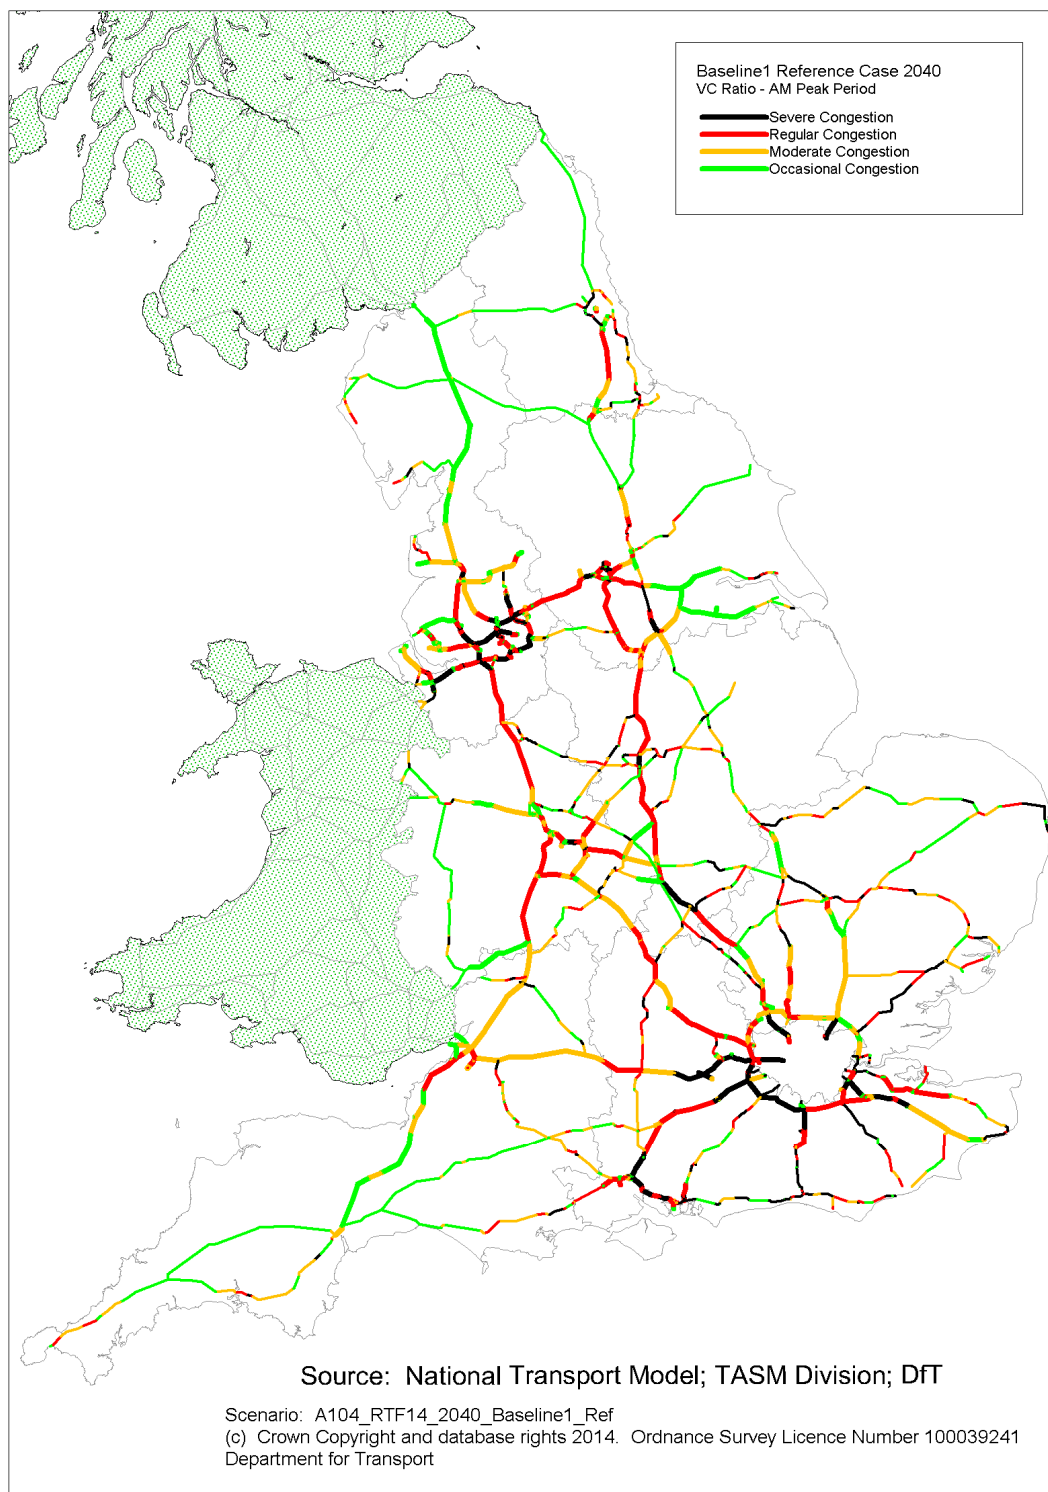 Baseline1 Reference Case 2040
VC Ratio - AM Peak Period
Severe Congestion
Regular Congestion
Moderate Congestion
Occasional Congestion
Source: National Transport Model; TASM Division; DfT
Scenario: A104_RTF14_2040_Baseline1_Ref
(c) Crown Copyright and database rights 2014. Ordnance Survey Licence Number 100039241
Department for Transport